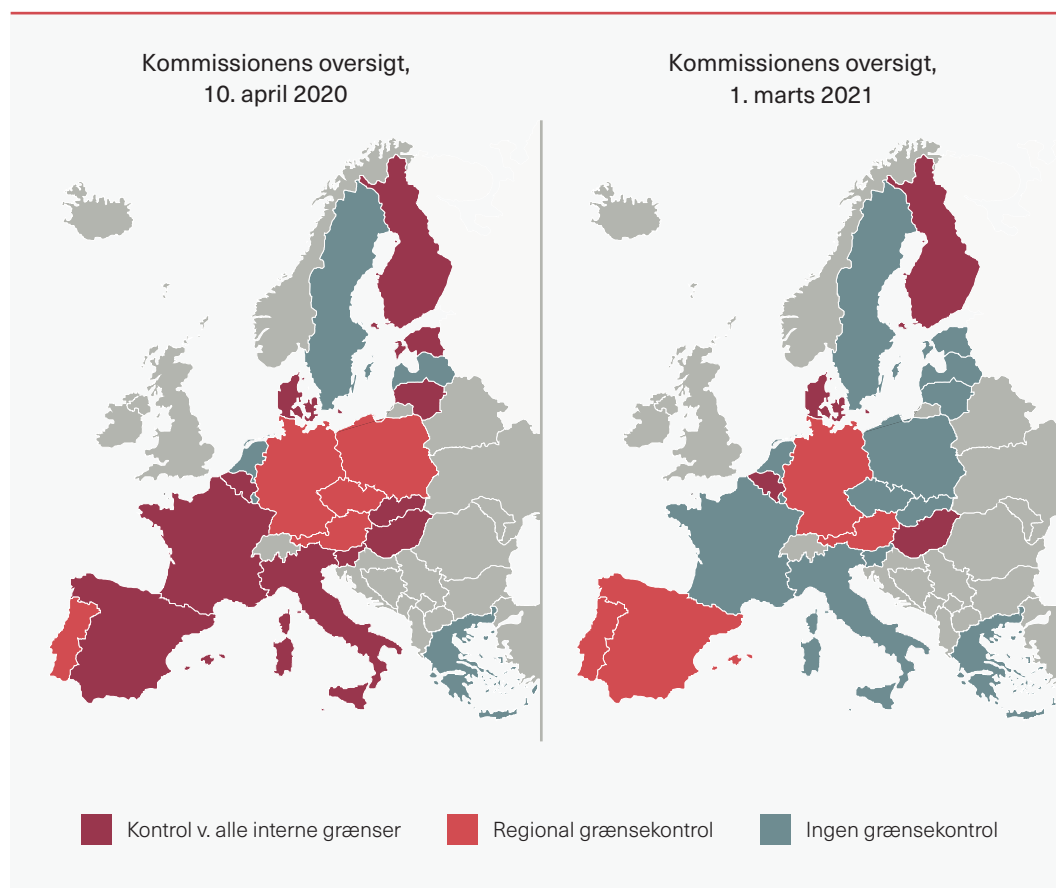 Kommissionens oversigt,
10. april 2020
Kommissionens oversigt,
1. marts 2021
Kontrol v. alle interne grænser
Regional grænsekontrol
Ingen grænsekontrol